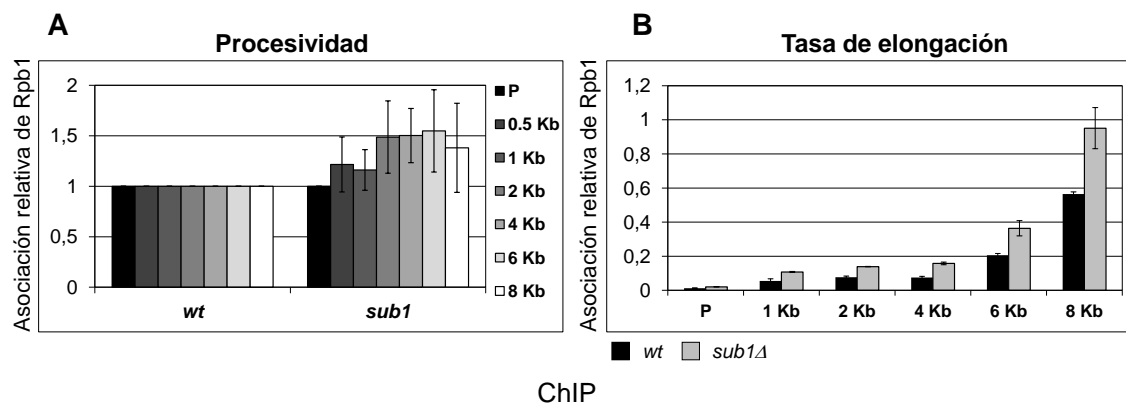 A
Procesividad
Asociación relativa de Rpb1
2
1,5
1
0,5
0
wt
sub1
P
0.5 Kb
1 Kb
2 Kb
4 Kb
6 Kb
8 Kb
B
Tasa de elongación
Asociación relativa de Rpb1
1,2
1
0,8
0,6
0,4
0,2
0
P
1 Kb
2 Kb
4 Kb
6 Kb
8 Kb
wt
sub1Δ
ChIP